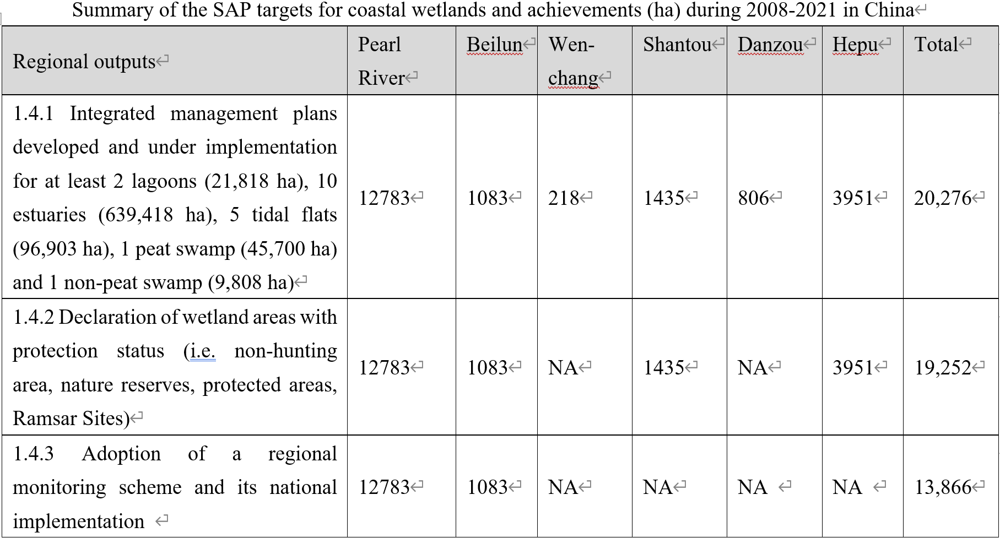 Summary of the SAP targets for coastal wetlands and achievements (ha) during 2008-2021 in China
Regional outputs
Pearl
River
Beilun
Wen-
chang
Shantou
Danzou
Hepu
Total
1.4.1 Integrated management plans
developed and under implementation
for at least 2 lagoons (21,818 ha), 10
estuaries (639,418 ha), 5 tidal flats
(96,903 ha), 1 peat swamp (45,700 ha)
and 1 non-peat swamp (9,808 ha)
12783
1083
218
1435
806
3951
20,276
1.4.2 Declaration of wetland areas with
protection status (i.e. non-hunting
area, nature reserves, protected areas,
Ramsar Sites)
12783
1083
NA
1435
NA
3951
19,252
1.4.3 Adoption of a regional
monitoring scheme and its national
implementation
12783
1083
NA
NA
NA
NA
13,866